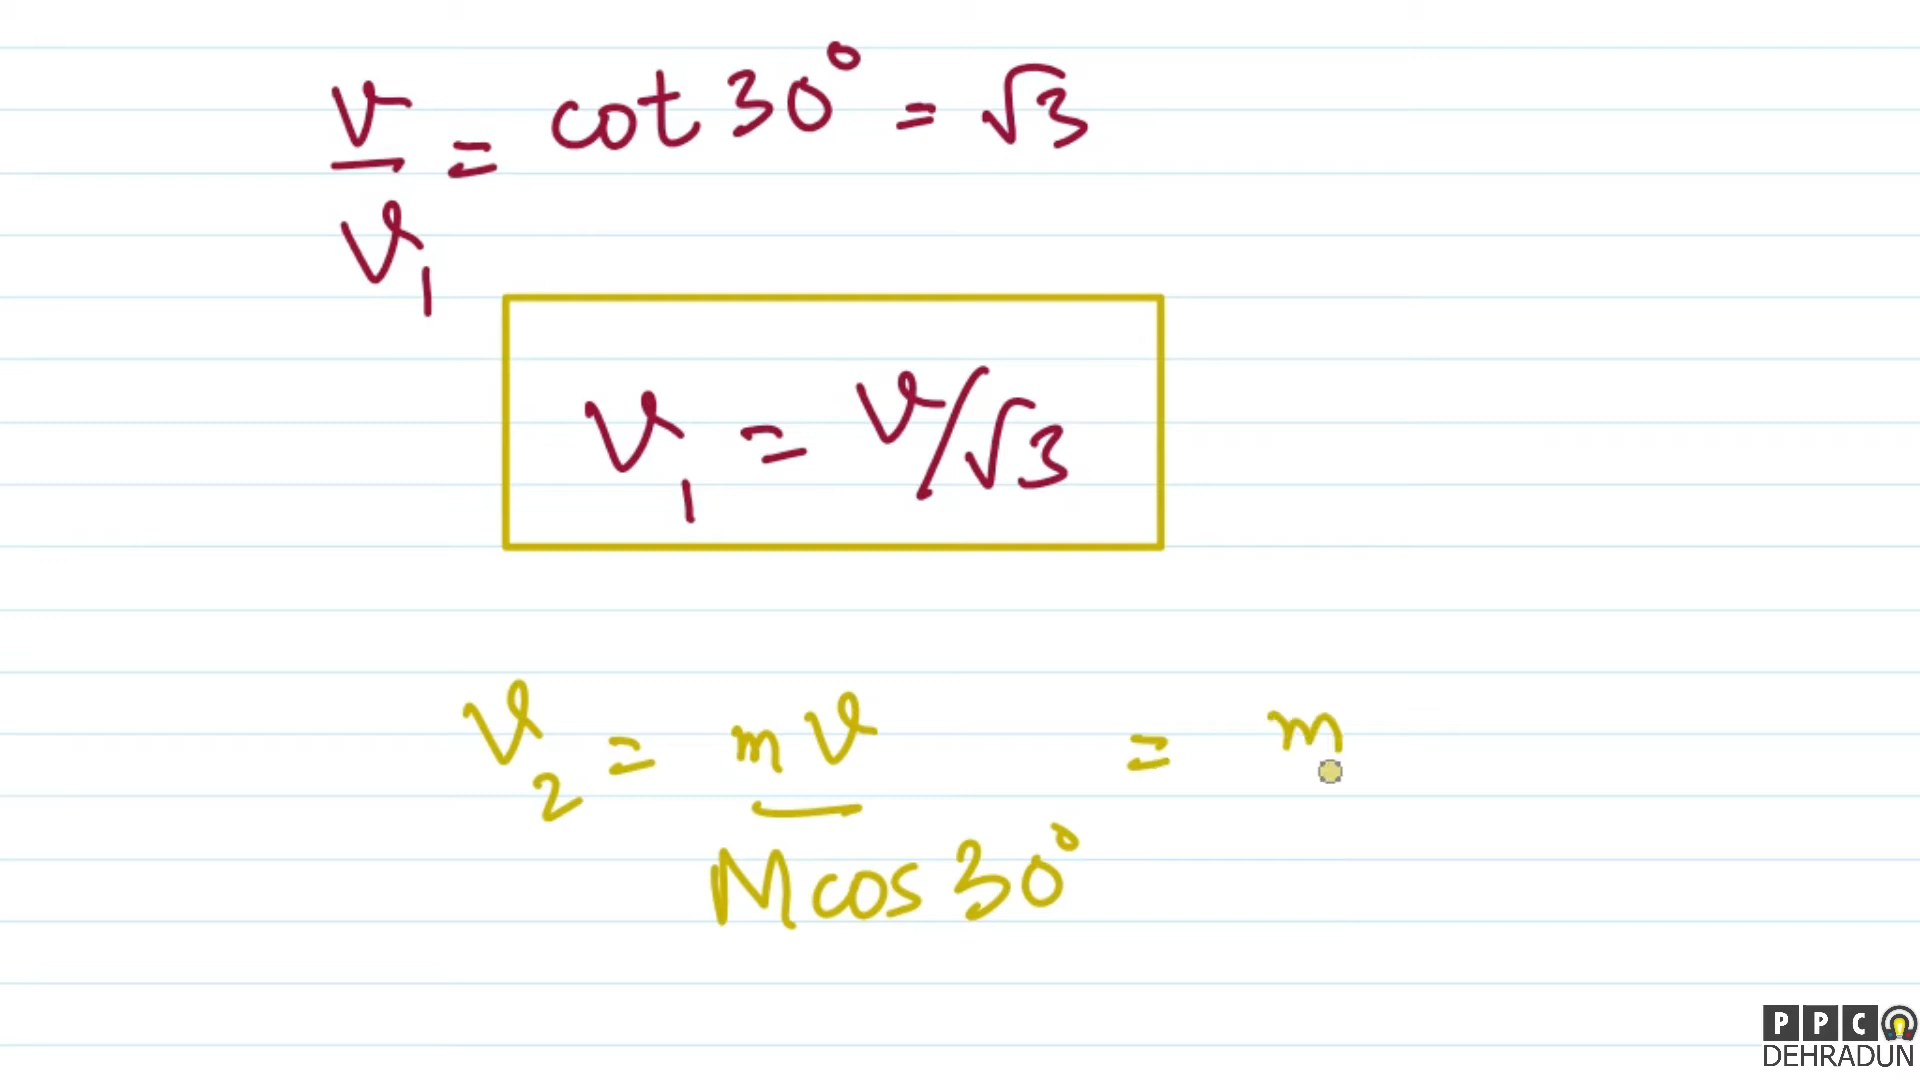 v/v₁ = cot 30° = √3
v₁ = v/√3
v₂ = mv/M cos 30° = m
PPC
DEHRADUN